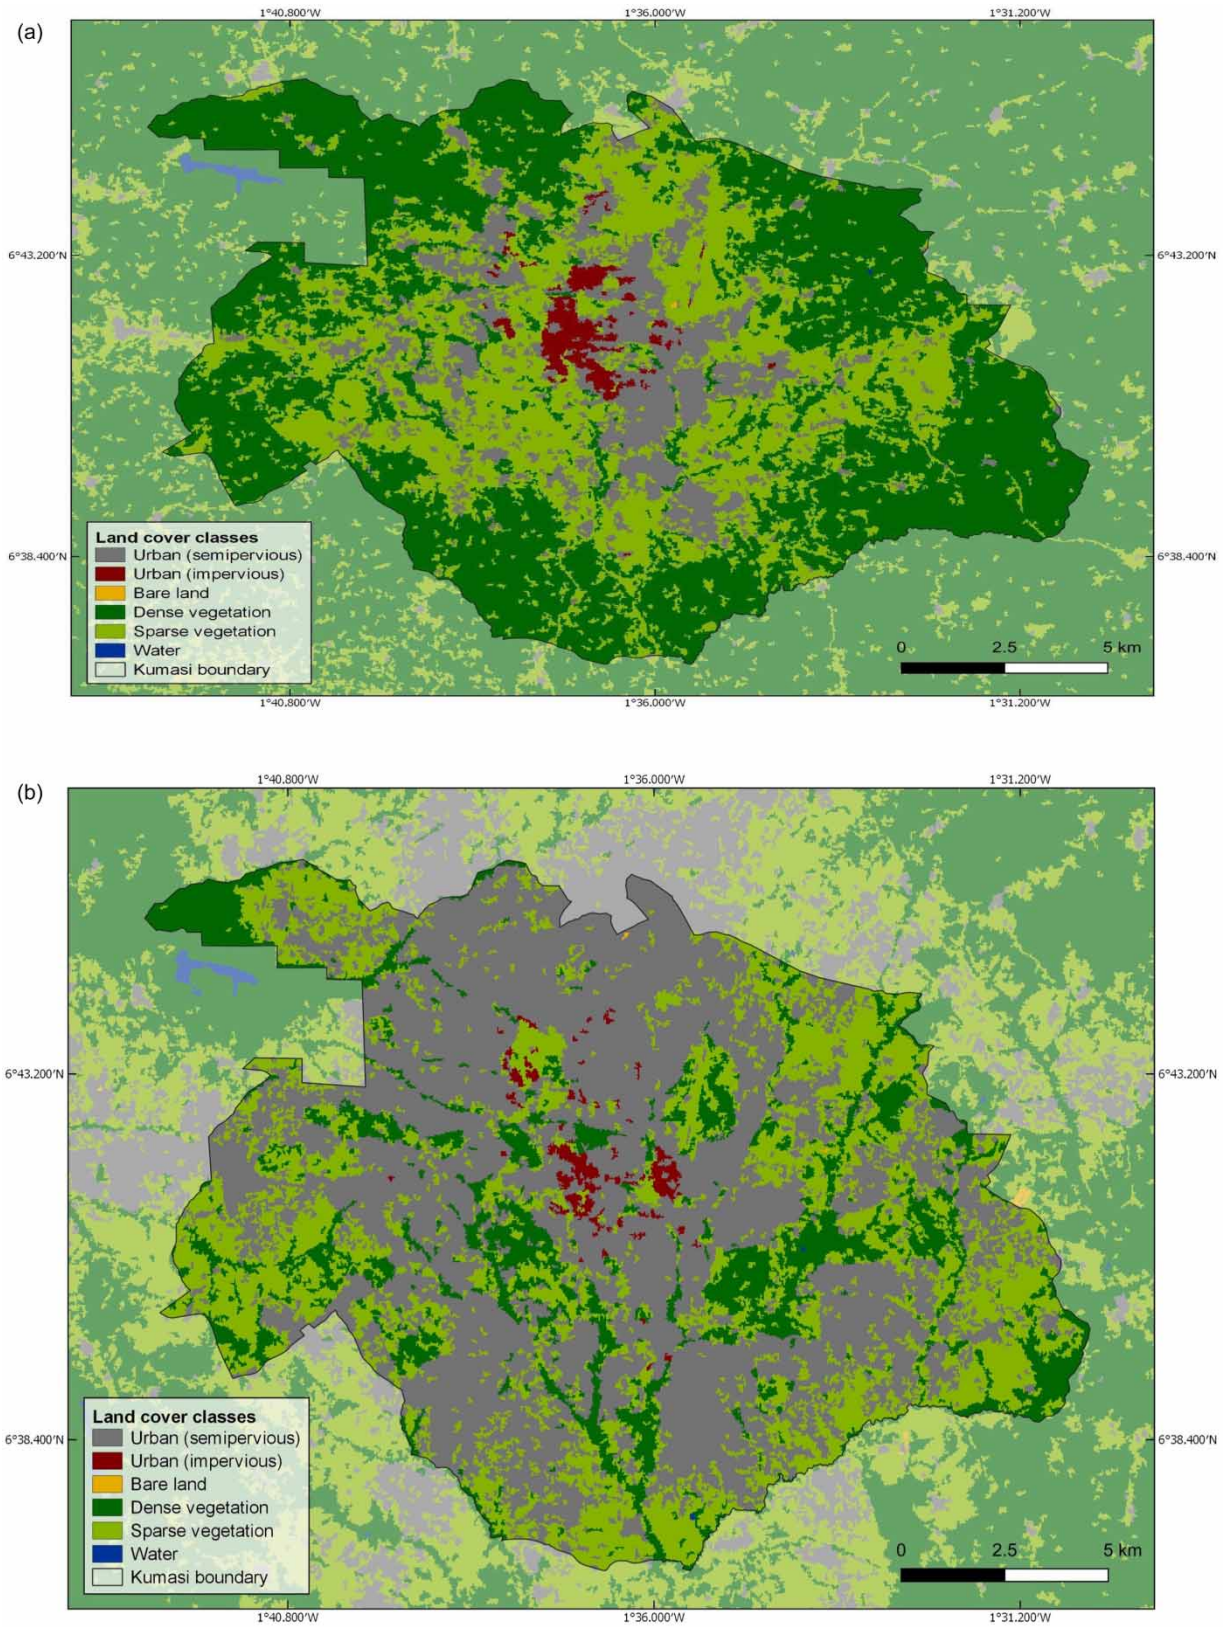 (a)
1°40.800'W 1°36.000'W 1°31.200'W
6°43.200'N 6°43.200'N
Land cover classes
Urban (semipervious)
Urban (impervious)
Bare land
Dense vegetation
Sparse vegetation
Water
Kumasi boundary
6°38.400'N 6°38.400'N
0 2.5 5 km
1°40.800'W 1°36.000'W 1°31.200'W
(b)
1°40.800'W 1°36.000'W 1°31.200'W
6°43.200'N 6°43.200'N
Land cover classes
Urban (semipervious)
Urban (impervious)
Bare land
Dense vegetation
Sparse vegetation
Water
Kumasi boundary
6°38.400'N 6°38.400'N
0 2.5 5 km
1°40.800'W 1°36.000'W 1°31.200'W